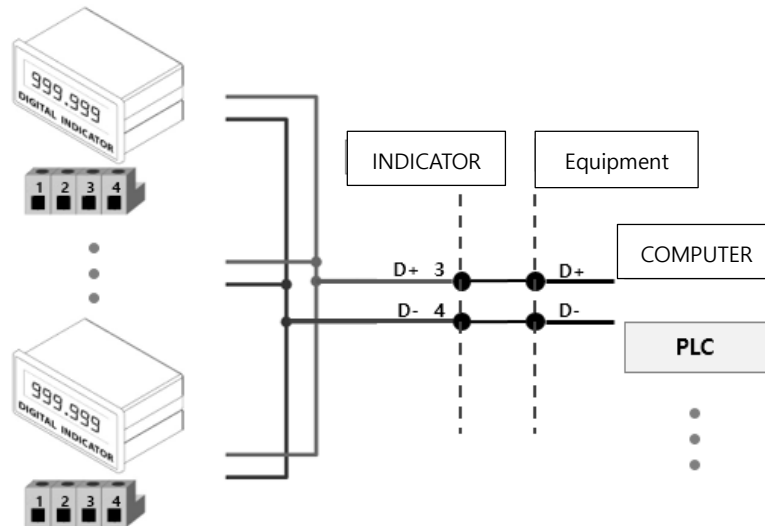 999.999
DIGITAL INDICATOR
1 2 3 4
INDICATOR
Equipment
D+ 3
D+
COMPUTER
D- 4
D-
PLC
999.999
DIGITAL INDICATOR
1 2 3 4